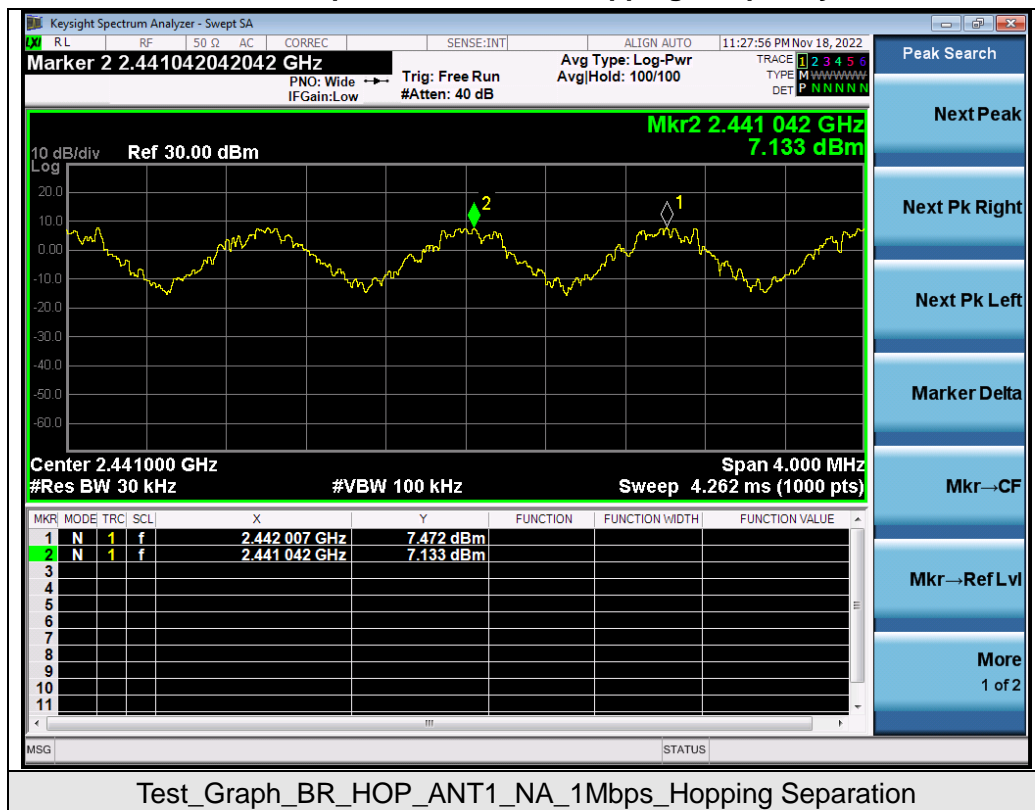 Keysight Spectrum Analyzer - Swept SA
LXI RL RF 50 Ω AC CORREC SENSE:INT ALIGN AUTO 11:27:56 PM Nov 18, 2022
Marker 2 2.441042042042 GHz
PNO: Wide
IFGain:Low
Trig: Free Run
#Atten: 40 dB
Avg Type: Log-Pwr
Avg|Hold: 100/100
TRACE 1 2 3 4 5 6
TYPE M WWWWW
DET P N N N N N
Mkr2 2.441 042 GHz
7.133 dBm
10 dB/div Ref 30.00 dBm
Log
20.0
10.0
0.00
-10.0
-20.0
-30.0
-40.0
-50.0
-60.0
2
1
Center 2.441000 GHz Span 4.000 MHz
#Res BW 30 kHz #VBW 100 kHz Sweep 4.262 ms (1000 pts)
MKR MODE TRC SCL X Y FUNCTION FUNCTION WIDTH FUNCTION VALUE
1 N 1 f 2.442 007 GHz 7.472 dBm
2 N 1 f 2.441 042 GHz 7.133 dBm
3
4
5
6
7
8
9
10
11
MSG STATUS
Peak Search
Next Peak
Next Pk Right
Next Pk Left
Marker Delta
Mkr→CF
Mkr→Ref Lvl
More
1 of 2
Test_Graph_BR_HOP_ANT1_NA_1Mbps_Hopping Separation